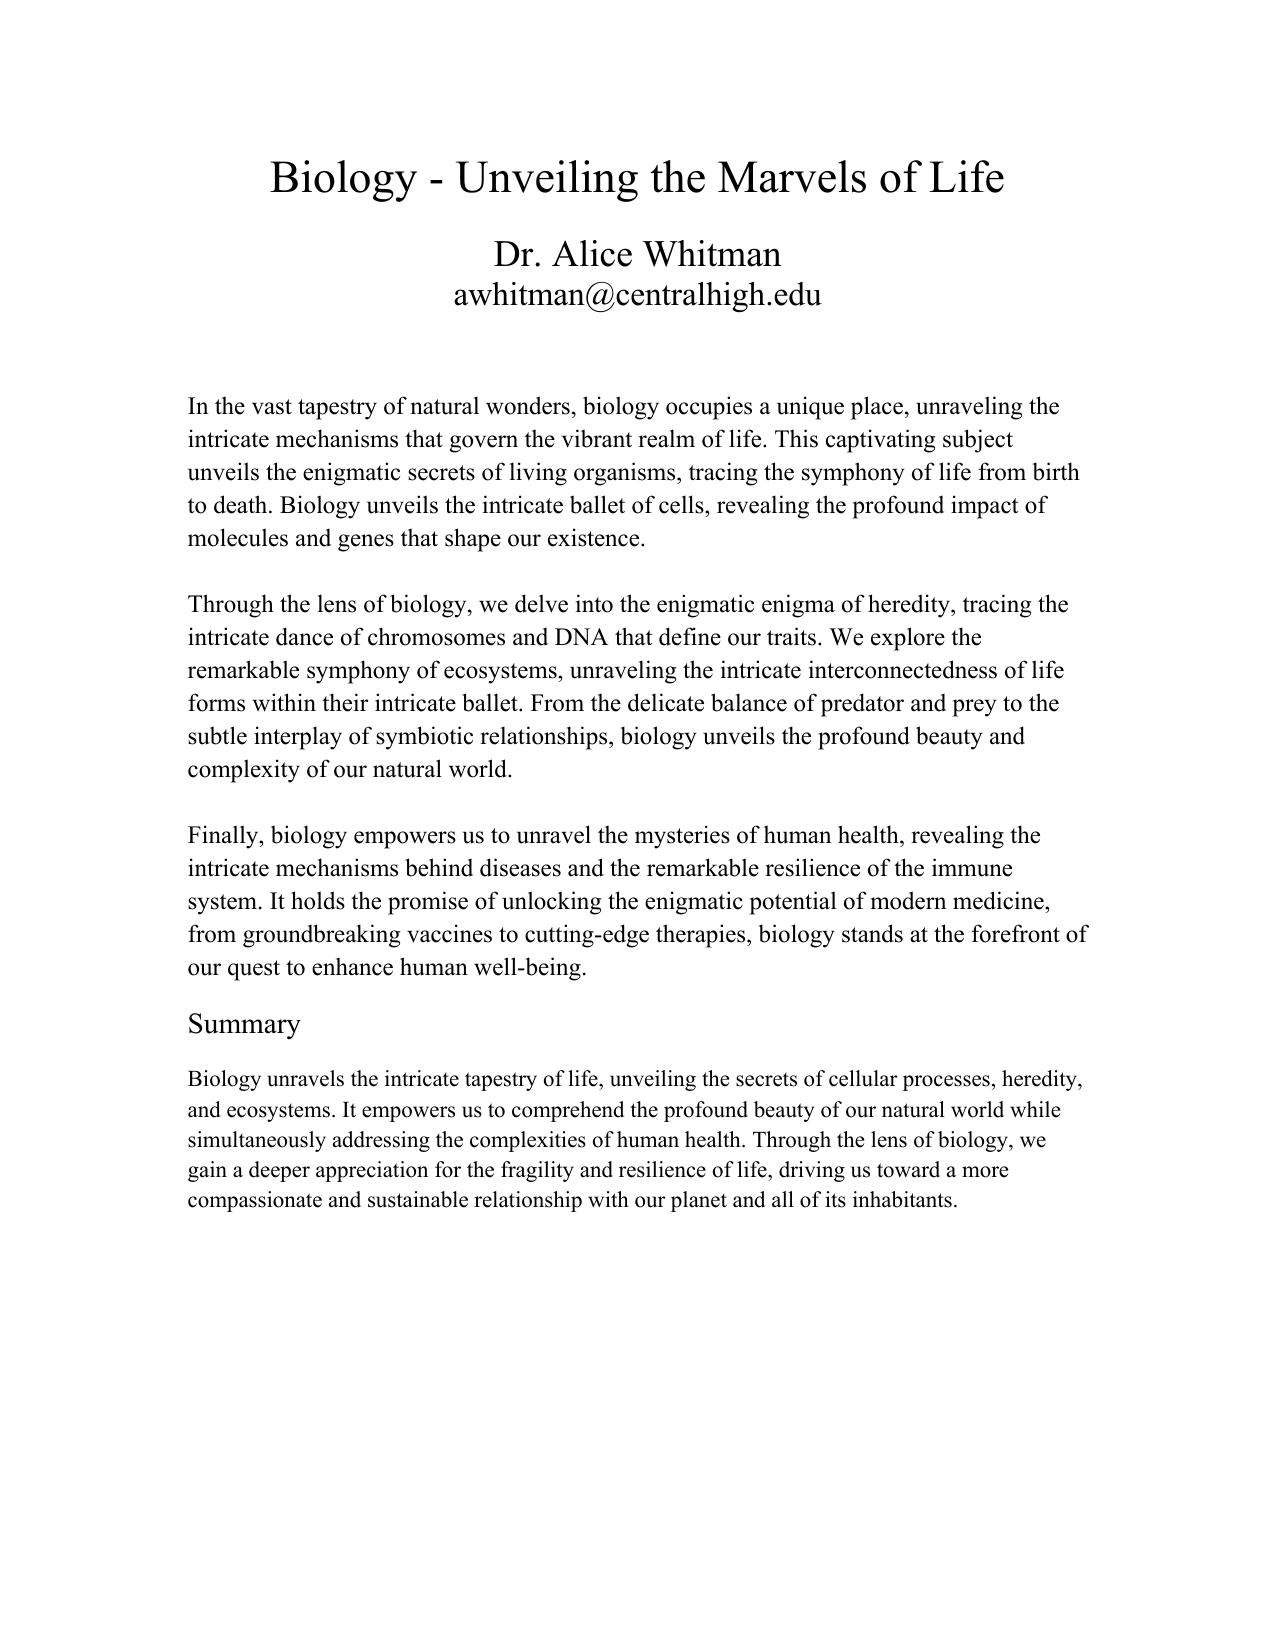 Biology - Unveiling the Marvels of Life
Dr. Alice Whitman
awhitman@centralhigh.edu
In the vast tapestry of natural wonders, biology occupies a unique place, unraveling the
intricate mechanisms that govern the vibrant realm of life. This captivating subject
unveils the enigmatic secrets of living organisms, tracing the symphony of life from birth
to death. Biology unveils the intricate ballet of cells, revealing the profound impact of
molecules and genes that shape our existence.
Through the lens of biology, we delve into the enigmatic enigma of heredity, tracing the
intricate dance of chromosomes and DNA that define our traits. We explore the
remarkable symphony of ecosystems, unraveling the intricate interconnectedness of life
forms within their intricate ballet. From the delicate balance of predator and prey to the
subtle interplay of symbiotic relationships, biology unveils the profound beauty and
complexity of our natural world.
Finally, biology empowers us to unravel the mysteries of human health, revealing the
intricate mechanisms behind diseases and the remarkable resilience of the immune
system. It holds the promise of unlocking the enigmatic potential of modern medicine,
from groundbreaking vaccines to cutting-edge therapies, biology stands at the forefront of
our quest to enhance human well-being.
Summary
Biology unravels the intricate tapestry of life, unveiling the secrets of cellular processes, heredity,
and ecosystems. It empowers us to comprehend the profound beauty of our natural world while
simultaneously addressing the complexities of human health. Through the lens of biology, we
gain a deeper appreciation for the fragility and resilience of life, driving us toward a more
compassionate and sustainable relationship with our planet and all of its inhabitants.